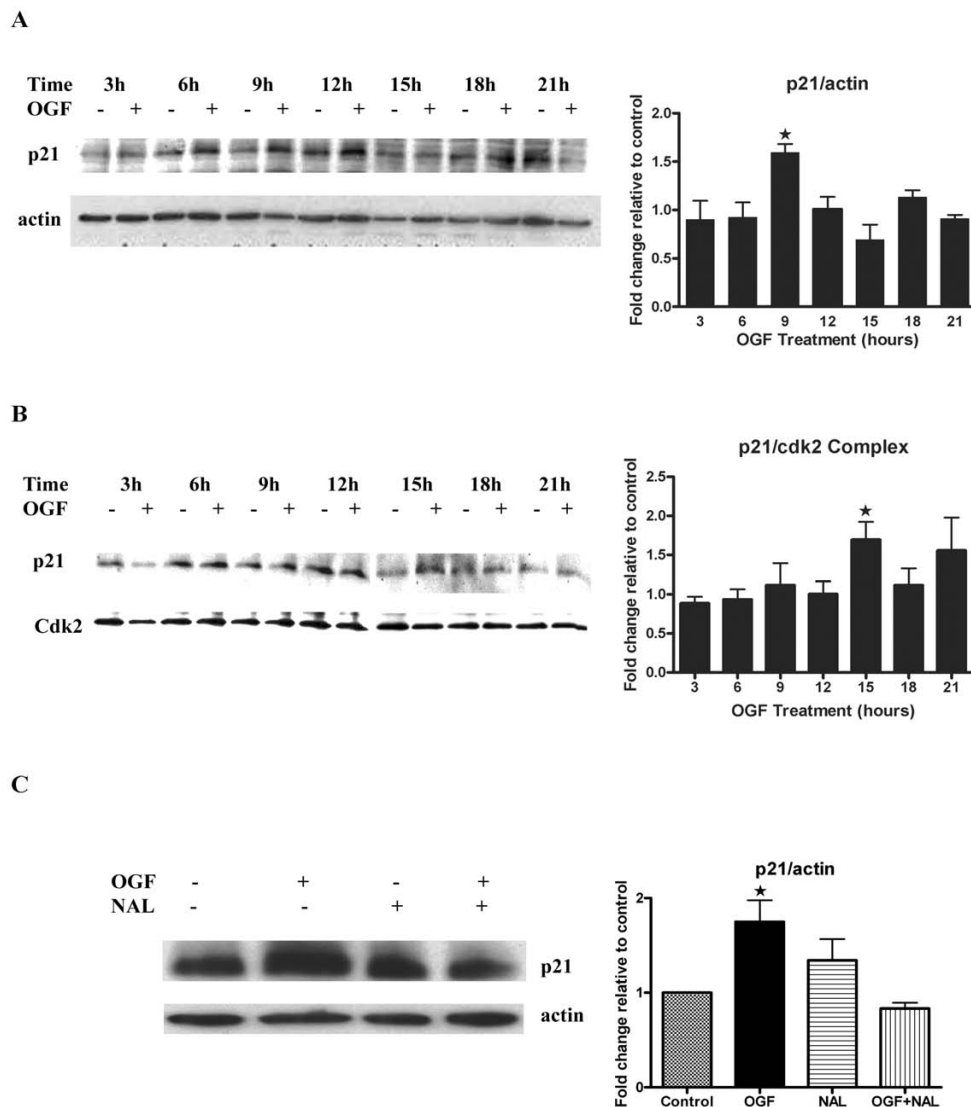 A
Time 3h 6h 9h 12h 15h 18h 21h
OGF - + - + - + - + - + - + - +
p21
actin
p21/actin
Fold change relative to control
2.0
1.5
1.0
0.5
0.0
★
3 6 9 12 15 18 21
OGF Treatment (hours)
B
Time 3h 6h 9h 12h 15h 18h 21h
OGF - + - + - + - + - + - + - +
p21
Cdk2
p21/cdk2 Complex
Fold change relative to control
2.5
2.0
1.5
1.0
0.5
0.0
★
3 6 9 12 15 18 21
OGF Treatment (hours)
C
OGF - + - +
NAL - - + +
p21
actin
p21/actin
Fold change relative to control
2
1
0
★
Control OGF NAL OGF+NAL